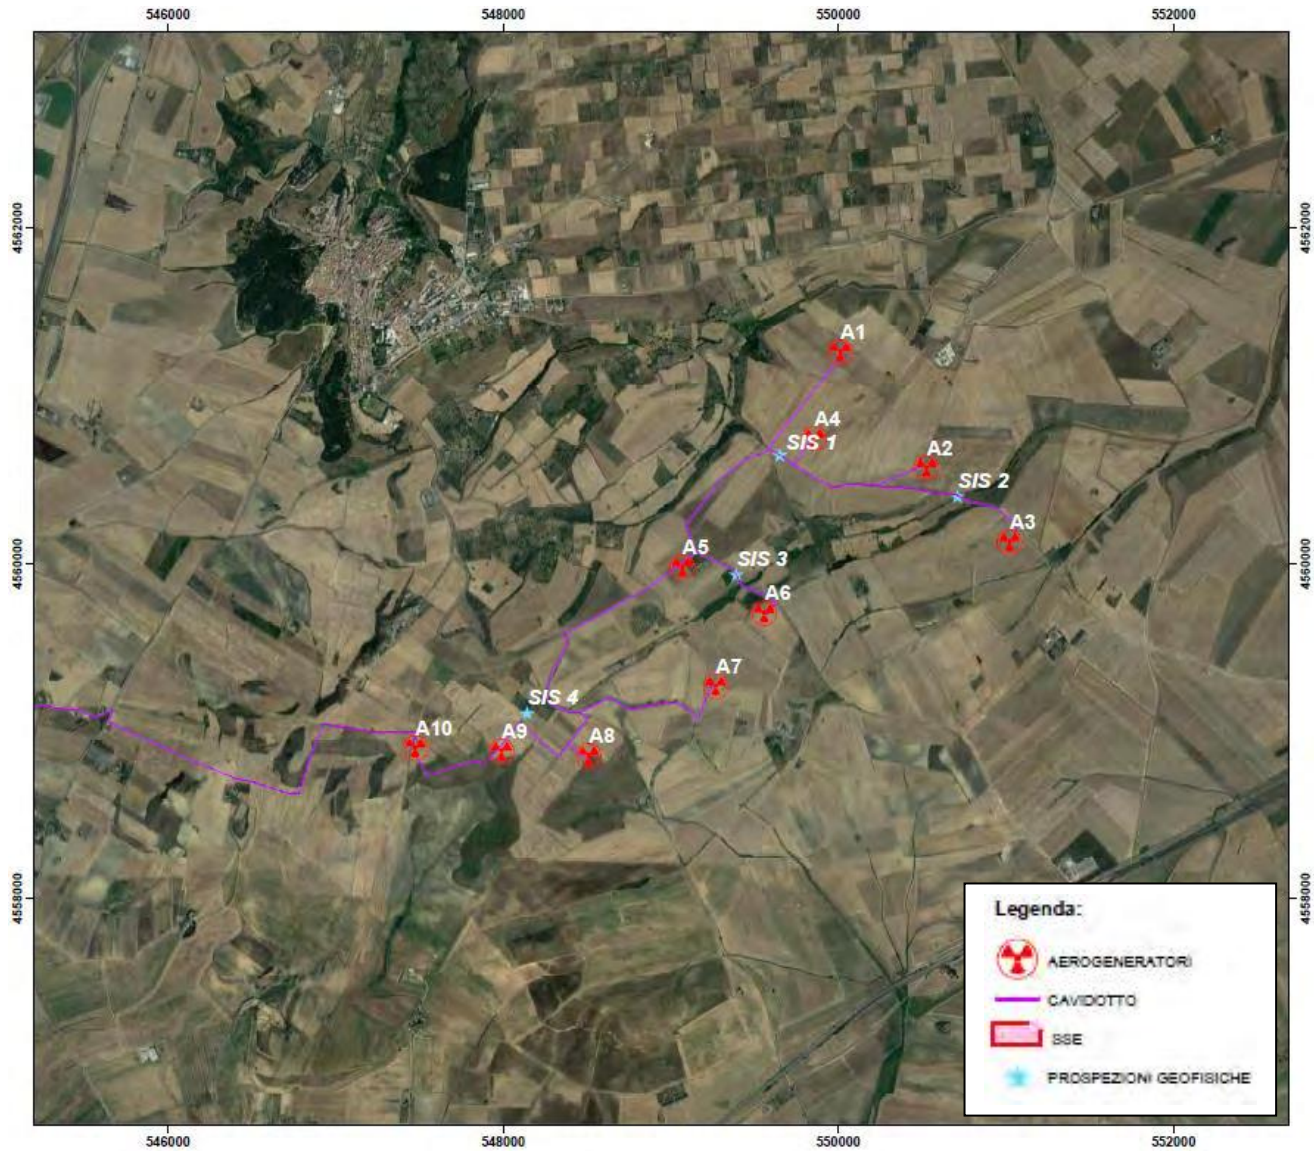 546000 548000 550000 552000
4562000 4562000
A1
A4
SIS 1
A2
SIS 2
A3
4560000 4560000
A5
SIS 3
A6
A7
SIS 4
A10
A9
A8
4558000 4558000
Legenda:
AEROGENERATORI
CAVIDOTTO
SSE
PROSPEZIONI GEOFISICHE
546000 548000 550000 552000